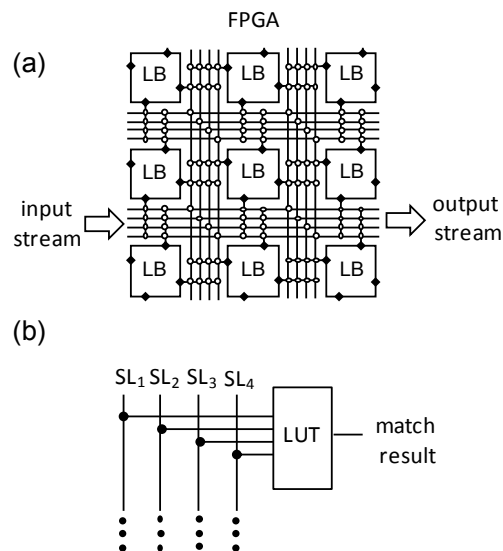 FPGA
(a)
LB LB LB
LB LB LB
input
stream
output
stream
LB LB LB
(b)
SL₁ SL₂ SL₃ SL₄
LUT
match
result